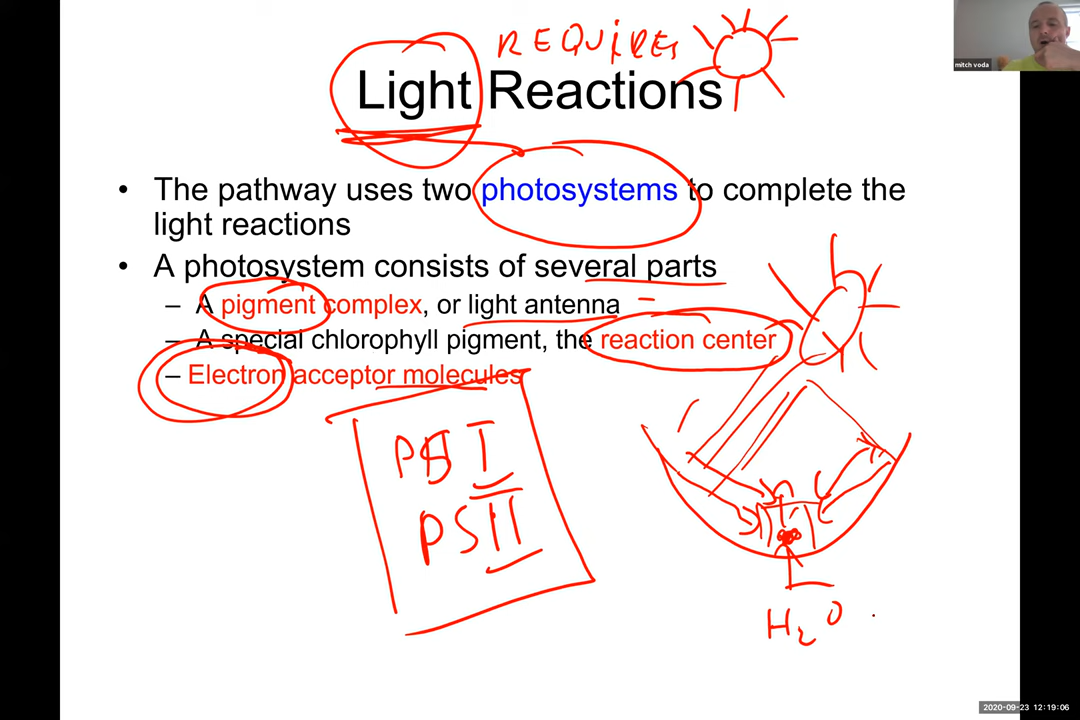 REQUIRES
Light Reactions
• The pathway uses two photosystems to complete the
light reactions
• A photosystem consists of several parts
– A pigment complex, or light antenna
– A special chlorophyll pigment, the reaction center
– Electron acceptor molecules
PS I
PS II
H2O
mitch voda
2020-09-23 12:19:06